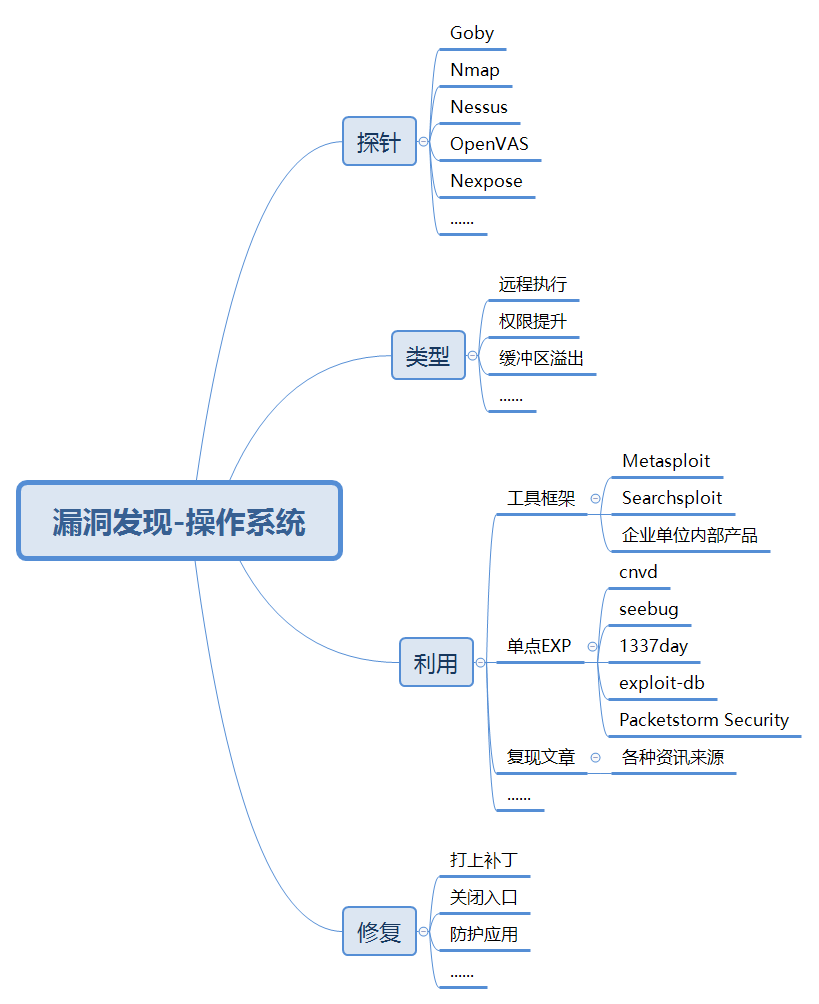 漏洞发现-操作系统
探针
Goby
Nmap
Nessus
OpenVAS
Nexpose
......
类型
远程执行
权限提升
缓冲区溢出
......
利用
工具框架
Metasploit
Searchsploit
企业单位内部产品
单点EXP
cnvd
seebug
1337day
exploit-db
Packetstorm Security
复现文章
各种资讯来源
......
修复
打上补丁
关闭入口
防护应用
......